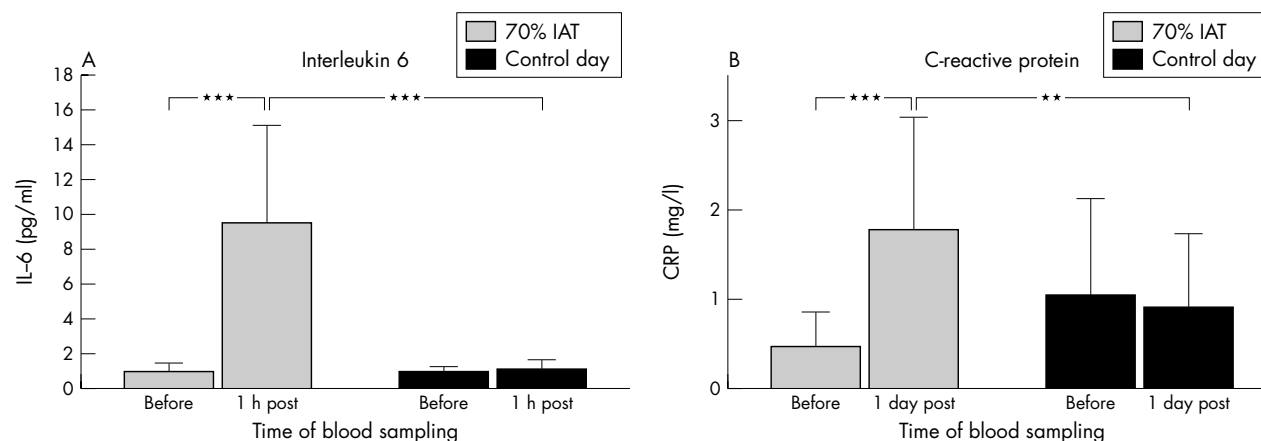 70% IAT
Control day
A
Interleukin 6
18
16
14
12
10
8
6
4
2
0
IL-6 (pg/ml)
★★★
★★★
Before
1 h post
Before
1 h post
Time of blood sampling
70% IAT
Control day
B
C-reactive protein
3
2
1
0
CRP (mg/l)
★★★
★★
Before
1 day post
Before
1 day post
Time of blood sampling